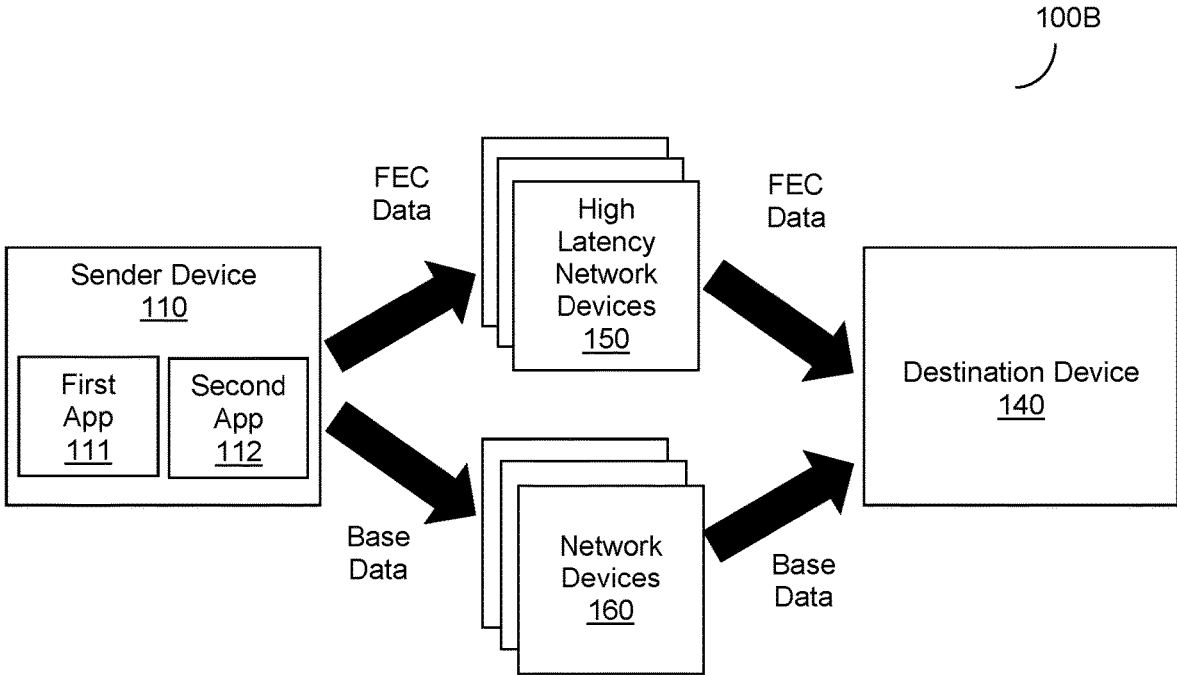 100B
FEC
Data
High
Latency
Network
Devices
150
FEC
Data
Sender Device
110
First
App
111
Second
App
112
Destination Device
140
Base
Data
Network
Devices
160
Base
Data